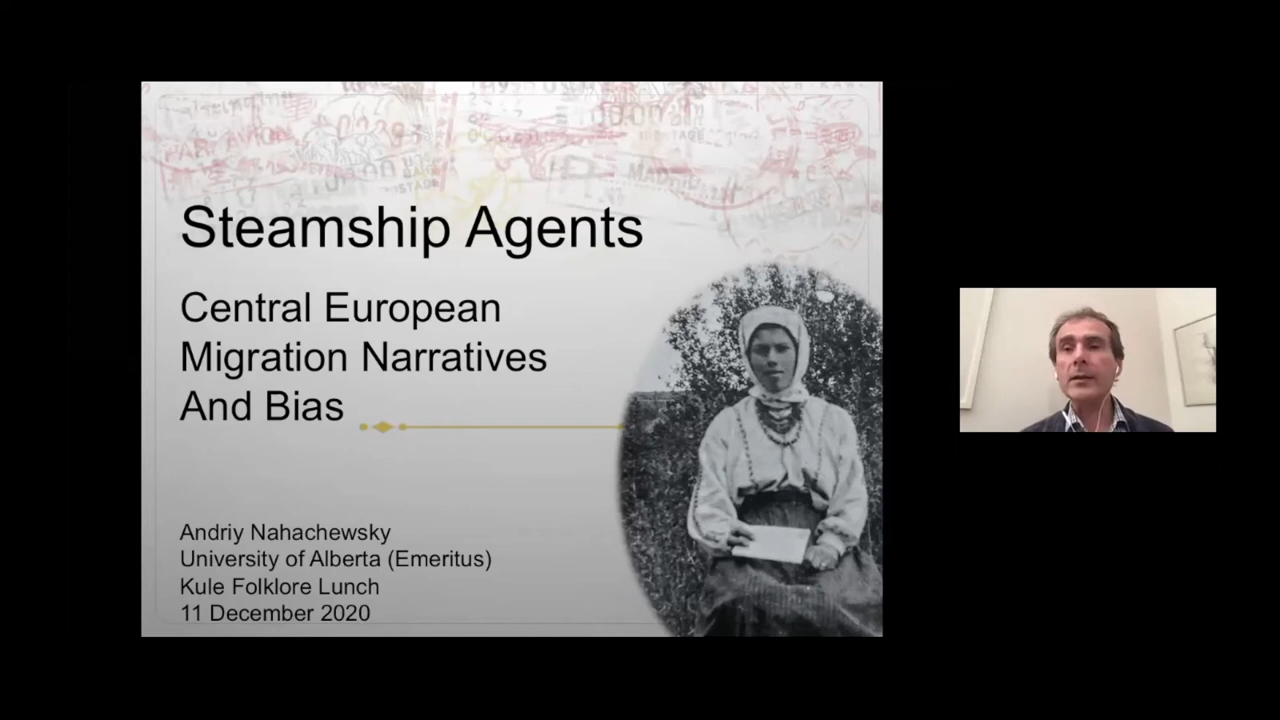 Steamship Agents
Central European
Migration Narratives
And Bias
Andriy Nahachewsky
University of Alberta (Emeritus)
Kule Folklore Lunch
11 December 2020